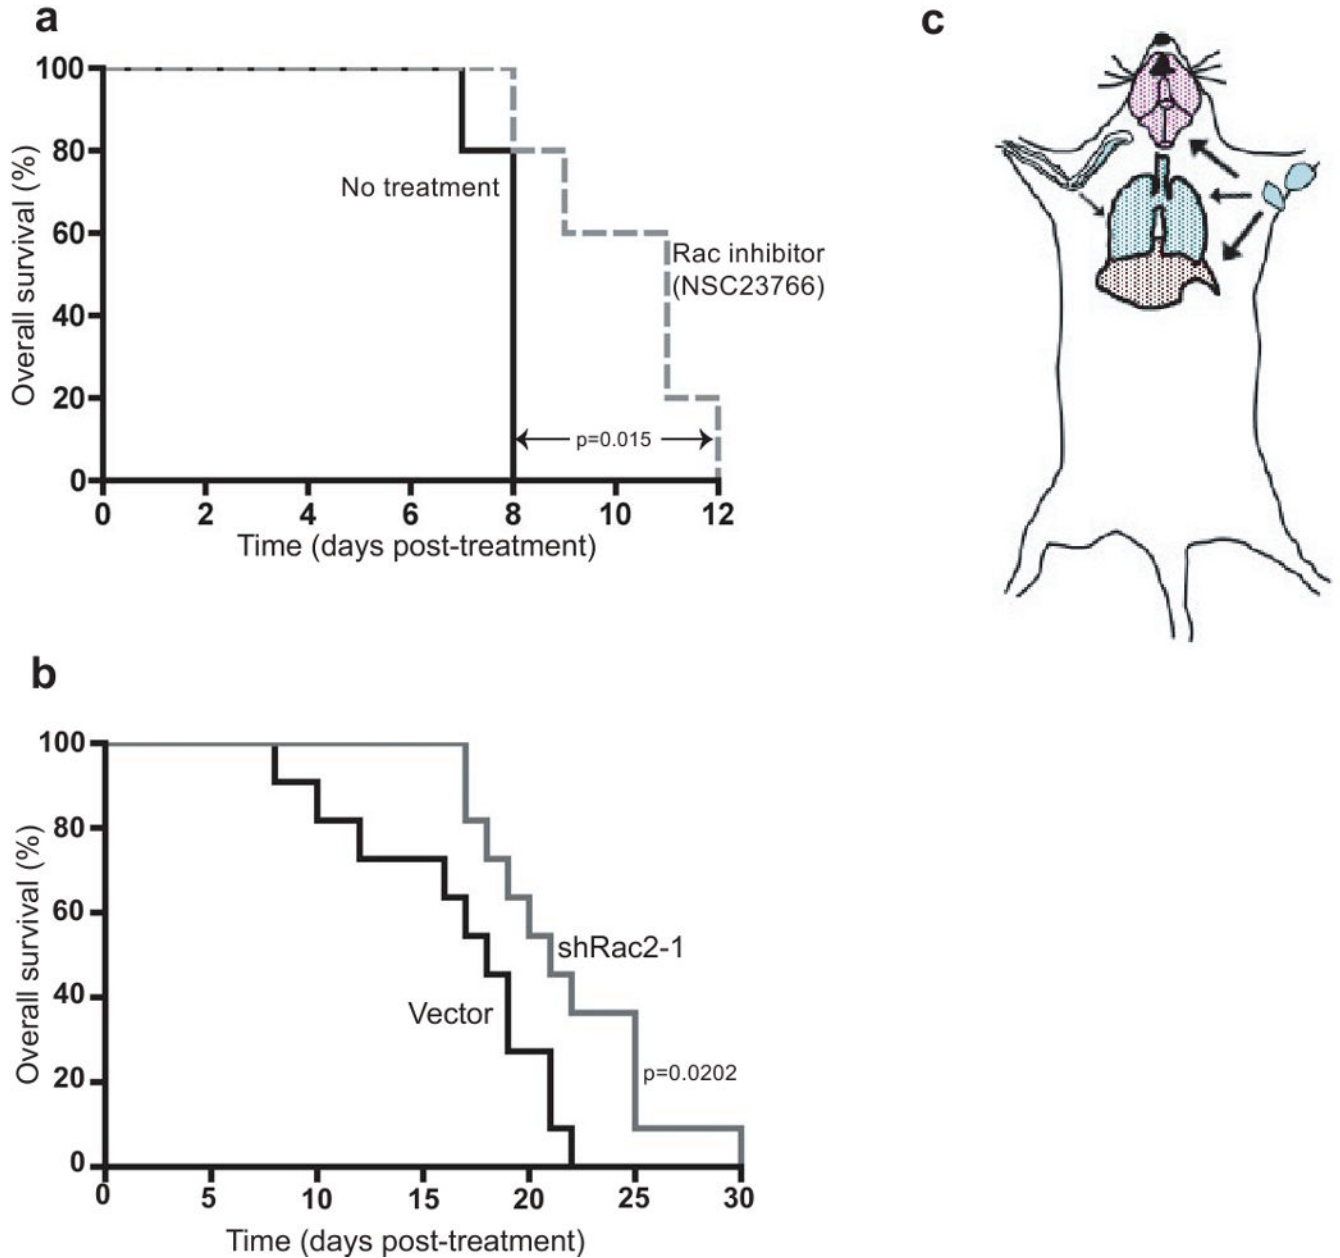 a
c
100
80
60
40
20
0
Overall survival (%)
No treatment
Rac inhibitor
(NSC23766)
p=0.015
0 2 4 6 8 10 12
Time (days post-treatment)
b
100
80
60
40
20
0
Overall survival (%)
shRac2-1
Vector
p=0.0202
0 5 10 15 20 25 30
Time (days post-treatment)